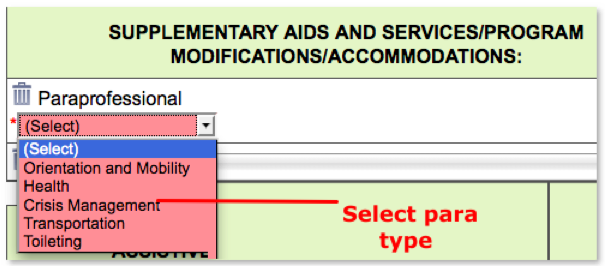 SUPPLEMENTARY AIDS AND SERVICES/PROGRAM
MODIFICATIONS/ACCOMMODATIONS:
Paraprofessional
*(Select)
(Select)
Orientation and Mobility
Health
Crisis Management
Transportation
Toileting
Select para
type